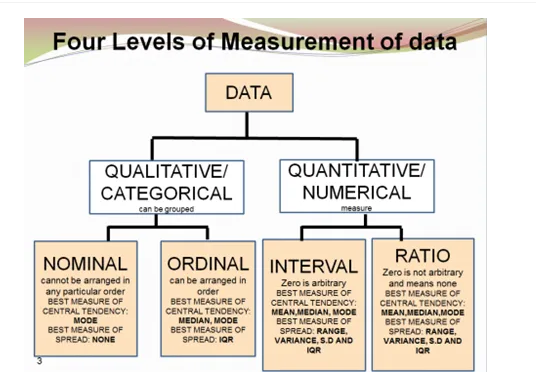 Four Levels of Measurement of data
DATA
QUALITATIVE/
CATEGORICAL
can be grouped
QUANTITATIVE/
NUMERICAL
measure
NOMINAL
cannot be arranged in
any particular order
BEST MEASURE OF
CENTRAL TENDENCY:
MODE
BEST MEASURE OF
SPREAD: NONE
ORDINAL
can be arranged in
order
BEST MEASURE OF
CENTRAL TENDENCY:
MEDIAN, MODE
BEST MEASURE OF
SPREAD: IQR
INTERVAL
Zero is arbitrary
BEST MEASURE OF
CENTRAL TENDENCY:
MEAN,MEDIAN, MODE
BEST MEASURE OF
SPREAD: RANGE,
VARIANCE, S.D AND
IQR
RATIO
Zero is not arbitrary
and means none
BEST MEASURE OF
CENTRAL TENDENCY:
MEAN,MEDIAN,MODE
BEST MEASURE OF
SPREAD: RANGE,
VARIANCE, S.D AND
IQR
3